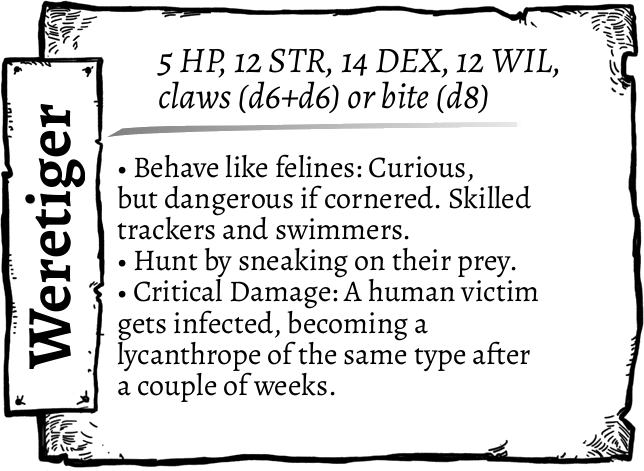 Weretiger
5 HP, 12 STR, 14 DEX, 12 WIL,
claws (d6+d6) or bite (d8)
• Behave like felines: Curious,
but dangerous if cornered. Skilled
trackers and swimmers.
• Hunt by sneaking on their prey.
• Critical Damage: A human victim
gets infected, becoming a
lycanthrope of the same type after
a couple of weeks.